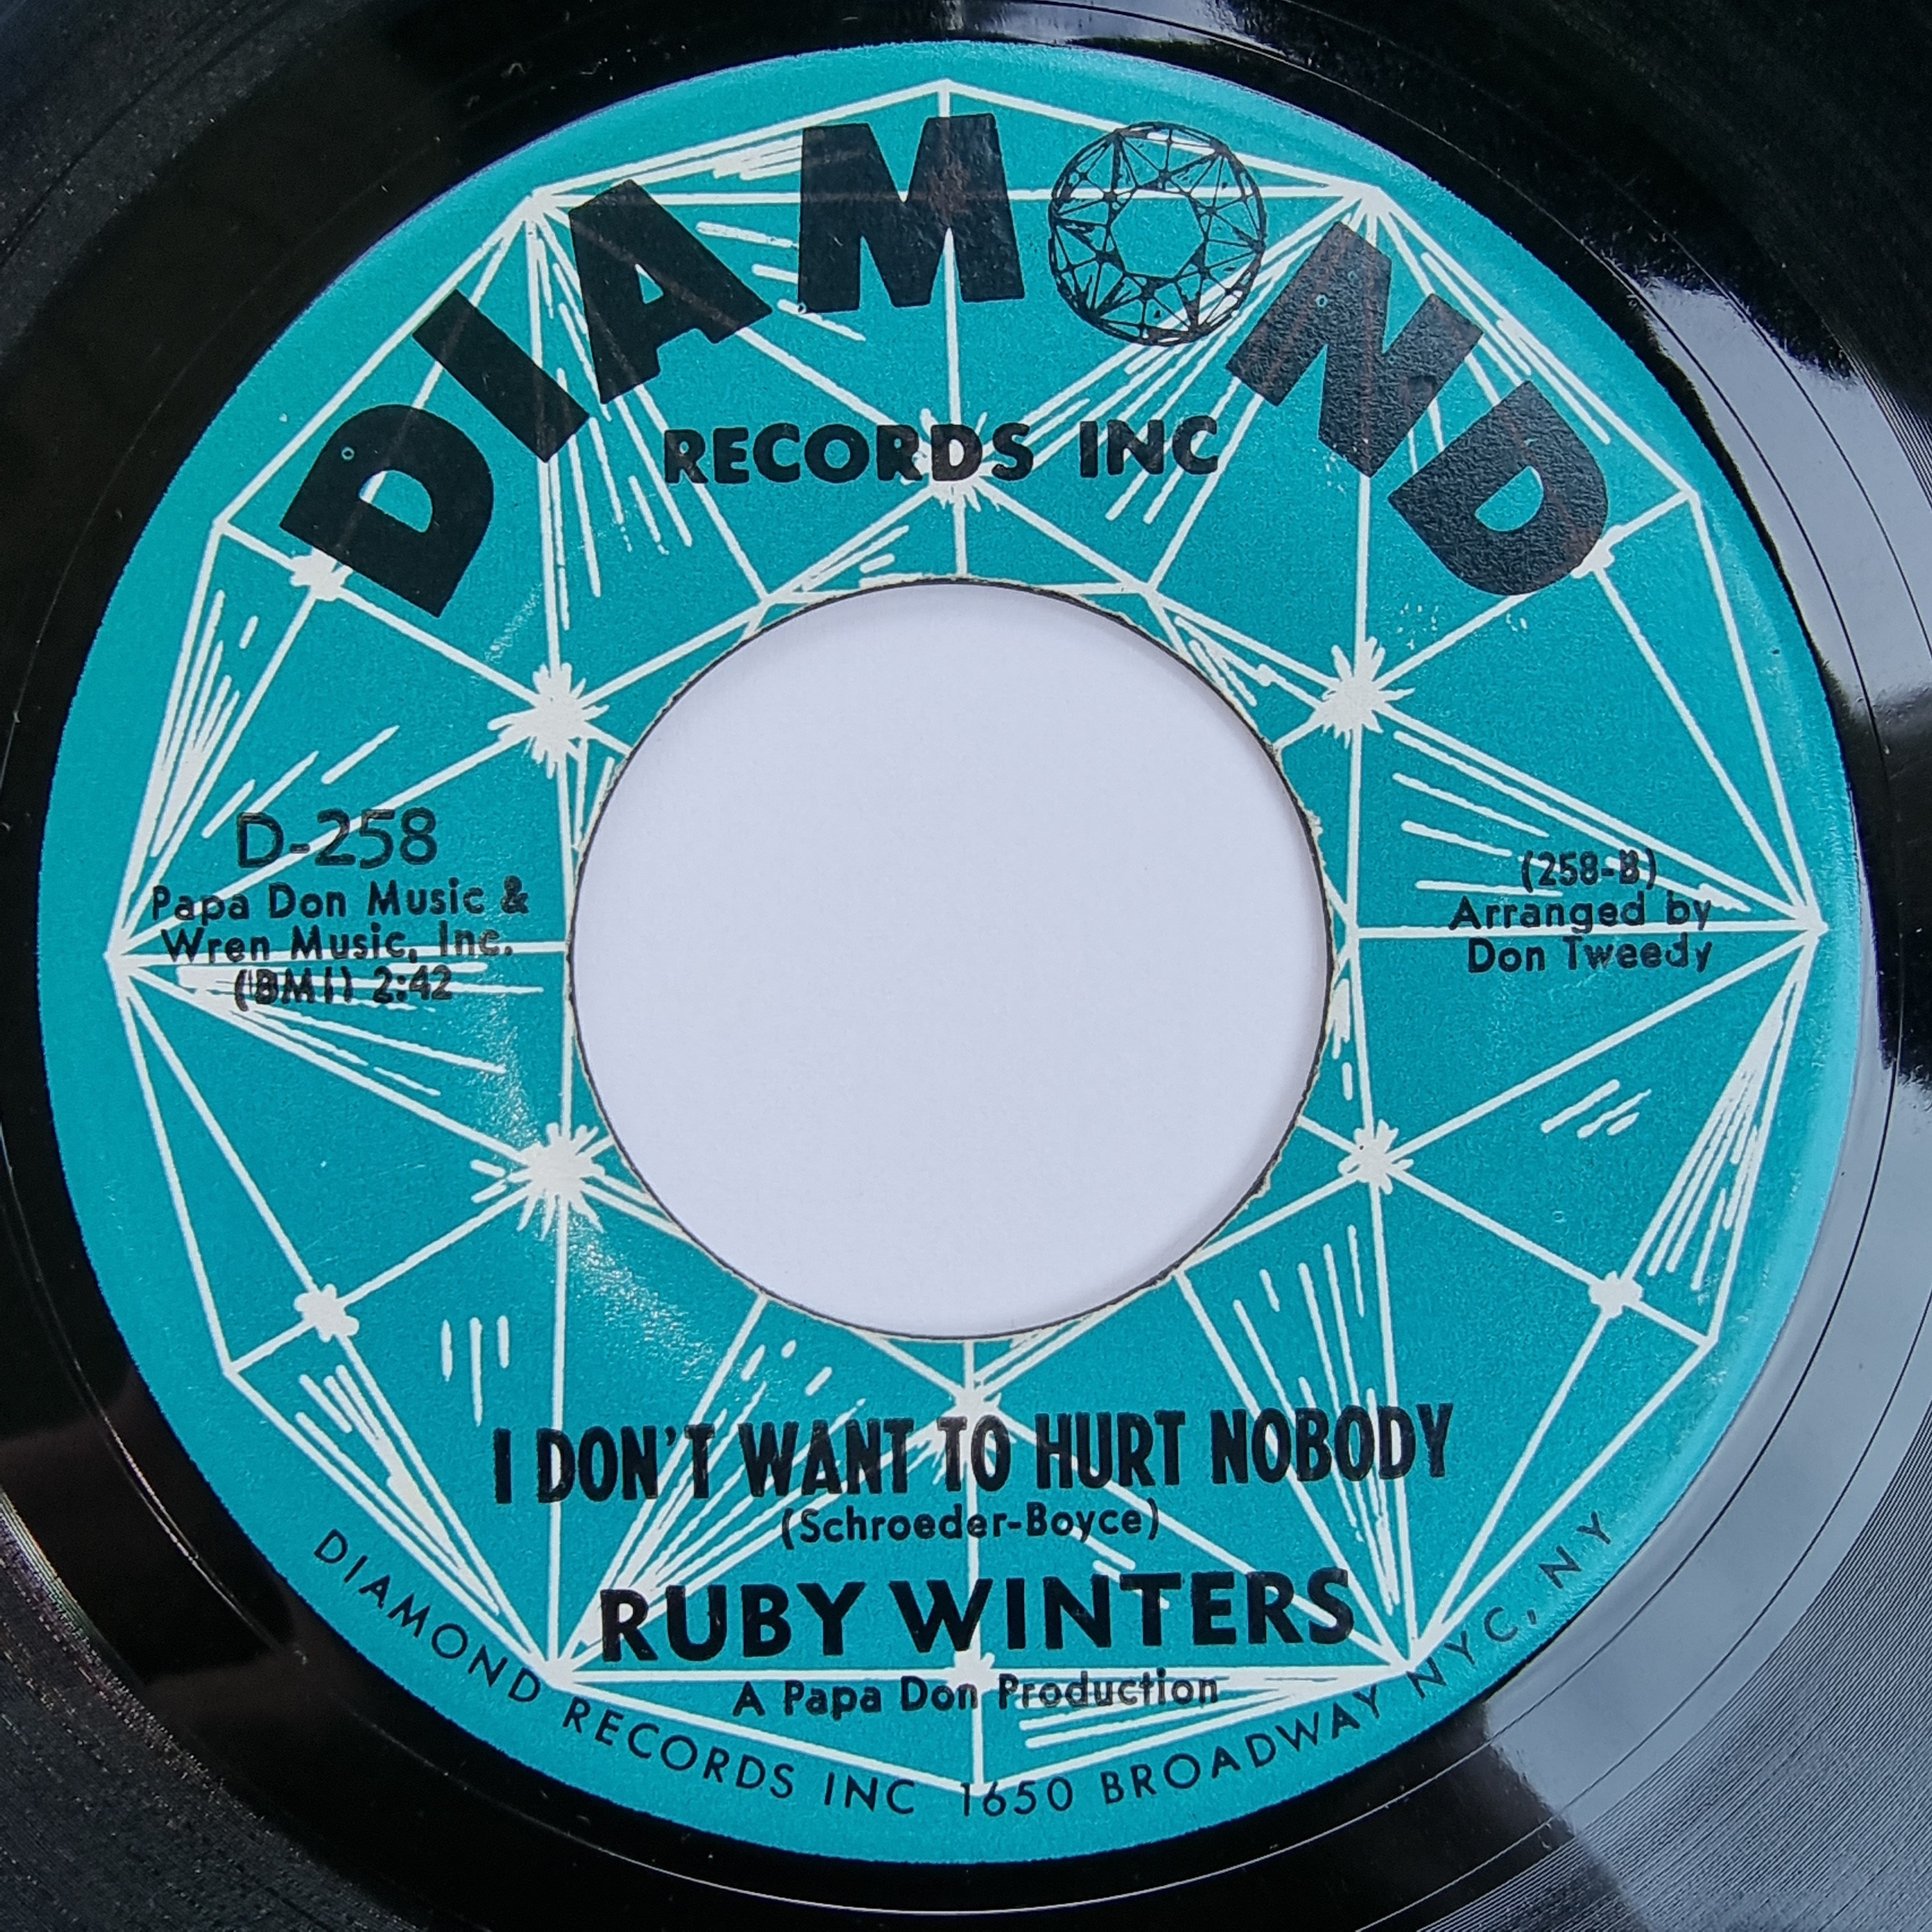 DIAMOND
RECORDS INC
D-258
Papa Don Music &
Wren Music, Inc.
(BMI) 2:42
(258-B)
Arranged by
Don Tweedy
I DON'T WANT TO HURT NOBODY
(Schroeder-Boyce)
RUBY WINTERS
A Papa Don Production
DIAMOND RECORDS INC 1650 BROADWAY NYC, NY